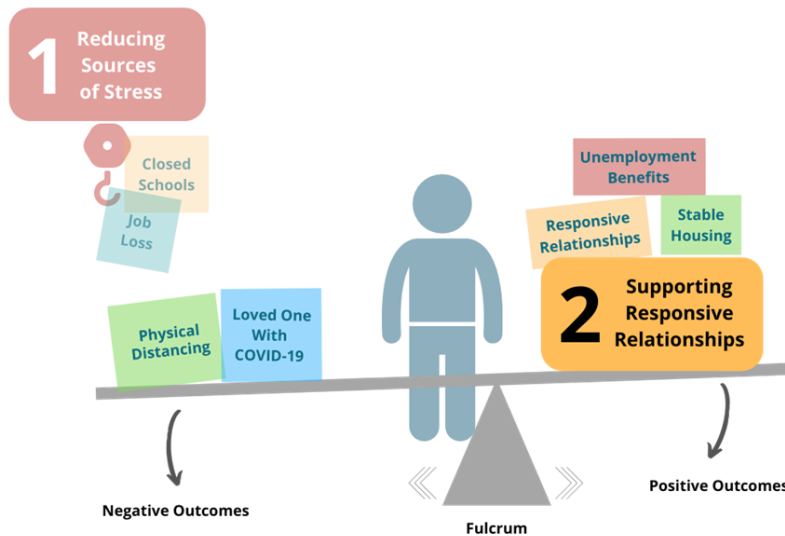 1
Reducing
Sources
of Stress
Closed
Schools
Job
Loss
Physical
Distancing
Loved One
With
COVID-19
Unemployment
Benefits
Responsive
Relationships
Stable
Housing
2
Supporting
Responsive
Relationships
Negative Outcomes
Fulcrum
Positive Outcomes